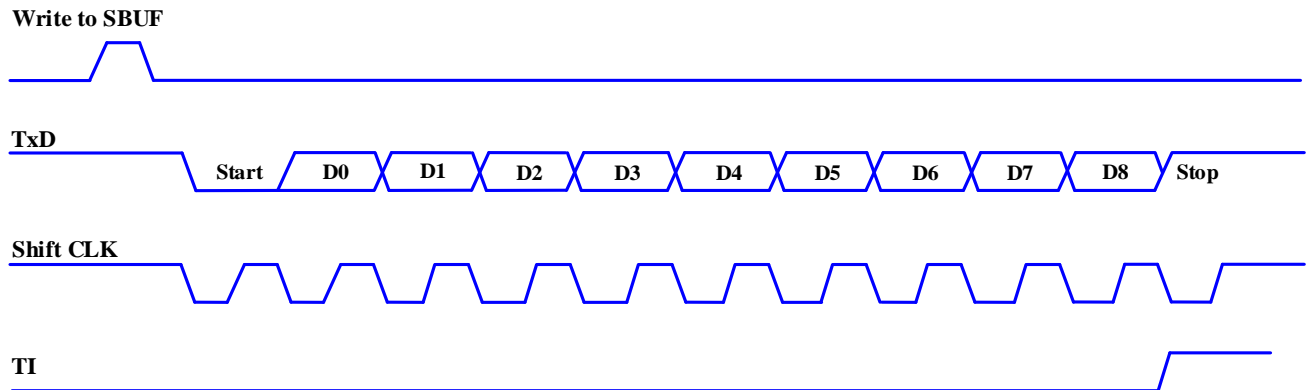 Write to SBUF
TxD
Start D0 D1 D2 D3 D4 D5 D6 D7 D8 Stop
Shift CLK
TI